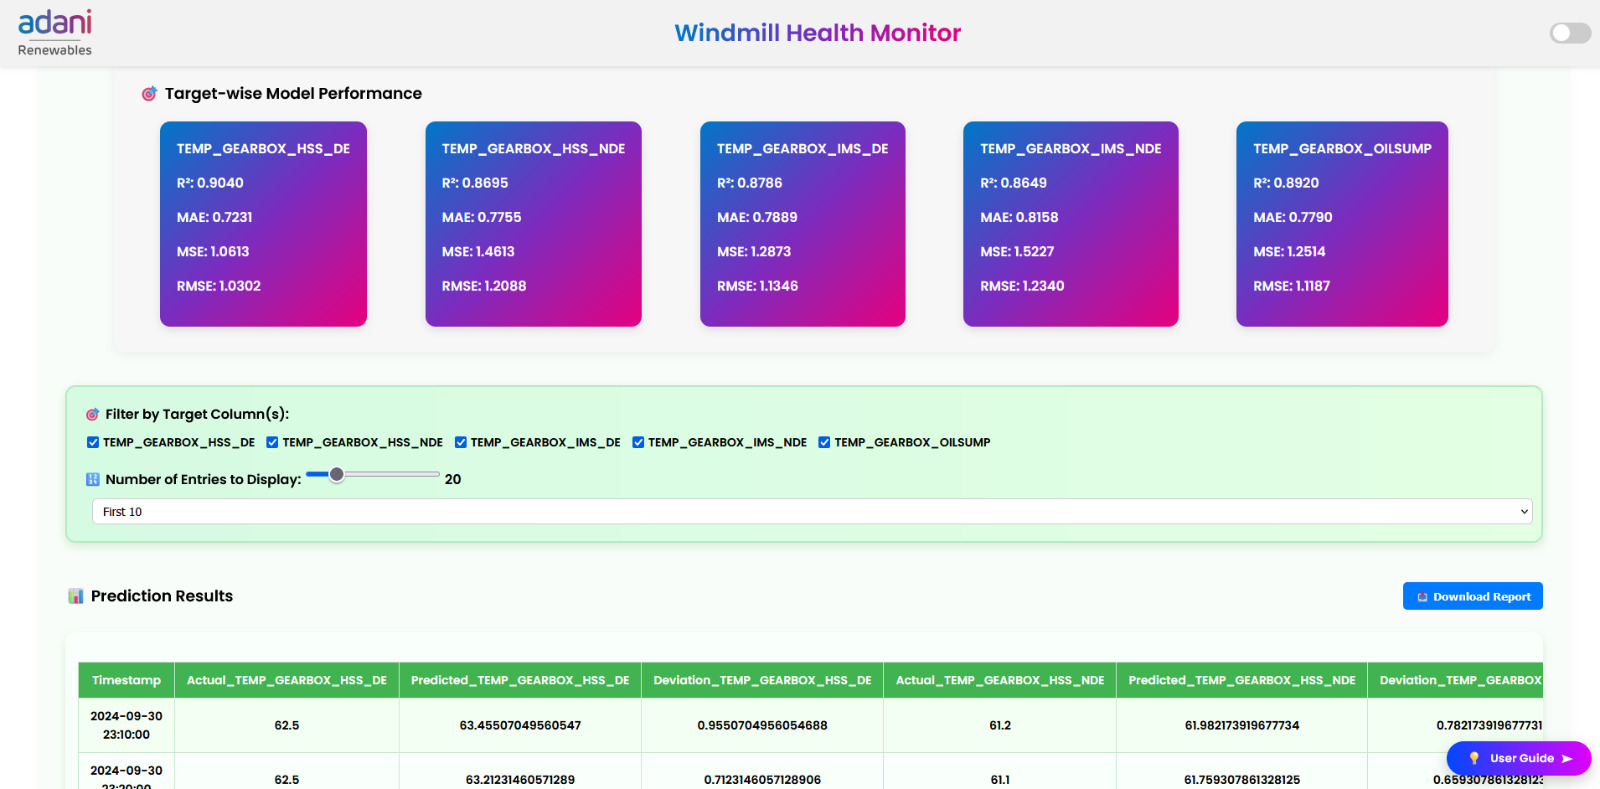 adani
Renewables
Windmill Health Monitor
Target-wise Model Performance
TEMP_GEARBOX_HSS_DE
R²: 0.9040
MAE: 0.7231
MSE: 1.0613
RMSE: 1.0302
TEMP_GEARBOX_HSS_NDE
R²: 0.8695
MAE: 0.7755
MSE: 1.4613
RMSE: 1.2088
TEMP_GEARBOX_IMS_DE
R²: 0.8786
MAE: 0.7889
MSE: 1.2873
RMSE: 1.1346
TEMP_GEARBOX_IMS_NDE
R²: 0.8649
MAE: 0.8158
MSE: 1.5227
RMSE: 1.2340
TEMP_GEARBOX_OILSUMP
R²: 0.8920
MAE: 0.7790
MSE: 1.2514
RMSE: 1.1187
Filter by Target Column(s):
TEMP_GEARBOX_HSS_DE TEMP_GEARBOX_HSS_NDE TEMP_GEARBOX_IMS_DE TEMP_GEARBOX_IMS_NDE TEMP_GEARBOX_OILSUMP
Number of Entries to Display: 20
First 10
Prediction Results
Download Report
Timestamp Actual_TEMP_GEARBOX_HSS_DE Predicted_TEMP_GEARBOX_HSS_DE Deviation_TEMP_GEARBOX_HSS_DE Actual_TEMP_GEARBOX_HSS_NDE Predicted_TEMP_GEARBOX_HSS_NDE Deviation_TEMP_GEARBOX
2024-09-30
23:10:00 62.5 63.45507049560547 0.9550704956054688 61.2 61.982173919677734 0.782173919677731
2024-09-30
23:20:00 62.5 63.21231460571289 0.7123146057128906 61.1 61.759307861328125 0.659307861328123
User Guide